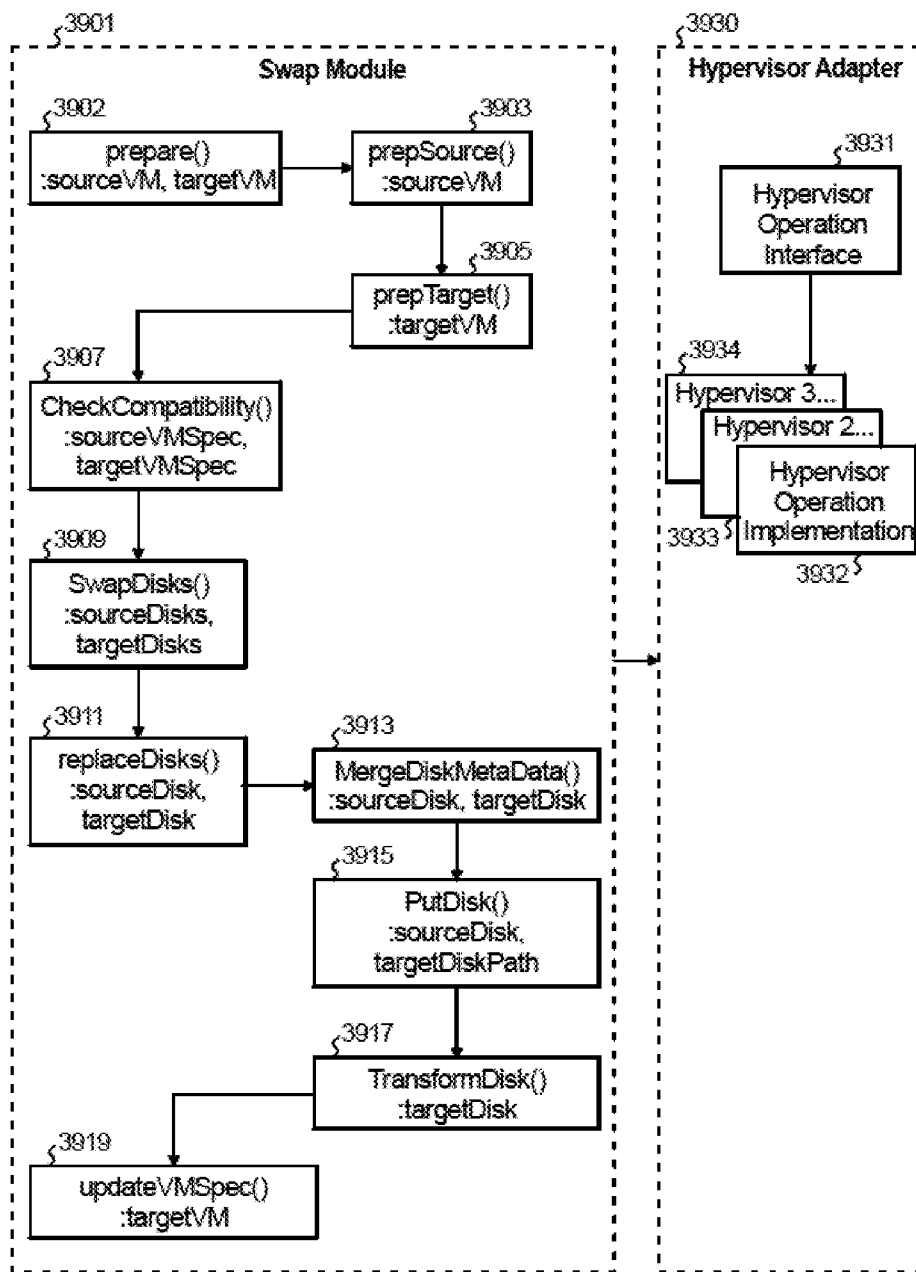 3901
Swap Module
3902
prepare()
:sourceVM, targetVM
3903
prepSource()
:sourceVM
3905
prepTarget()
:targetVM
3907
CheckCompatibility()
:sourceVMSpec,
targetVMSpec
3909
SwapDisks()
:sourceDisks,
targetDisks
3911
replaceDisks()
:sourceDisk,
targetDisk
3913
MergeDiskMetaData()
:sourceDisk, targetDisk
3915
PutDisk()
:sourceDisk,
targetDiskPath
3917
TransformDisk()
:targetDisk
3919
updateVMSpec()
:targetVM
3930
Hypervisor Adapter
3931
Hypervisor
Operation
Interface
3934
Hypervisor 3...
Hypervisor 2...
Hypervisor
Operation
Implementation
3933
3932